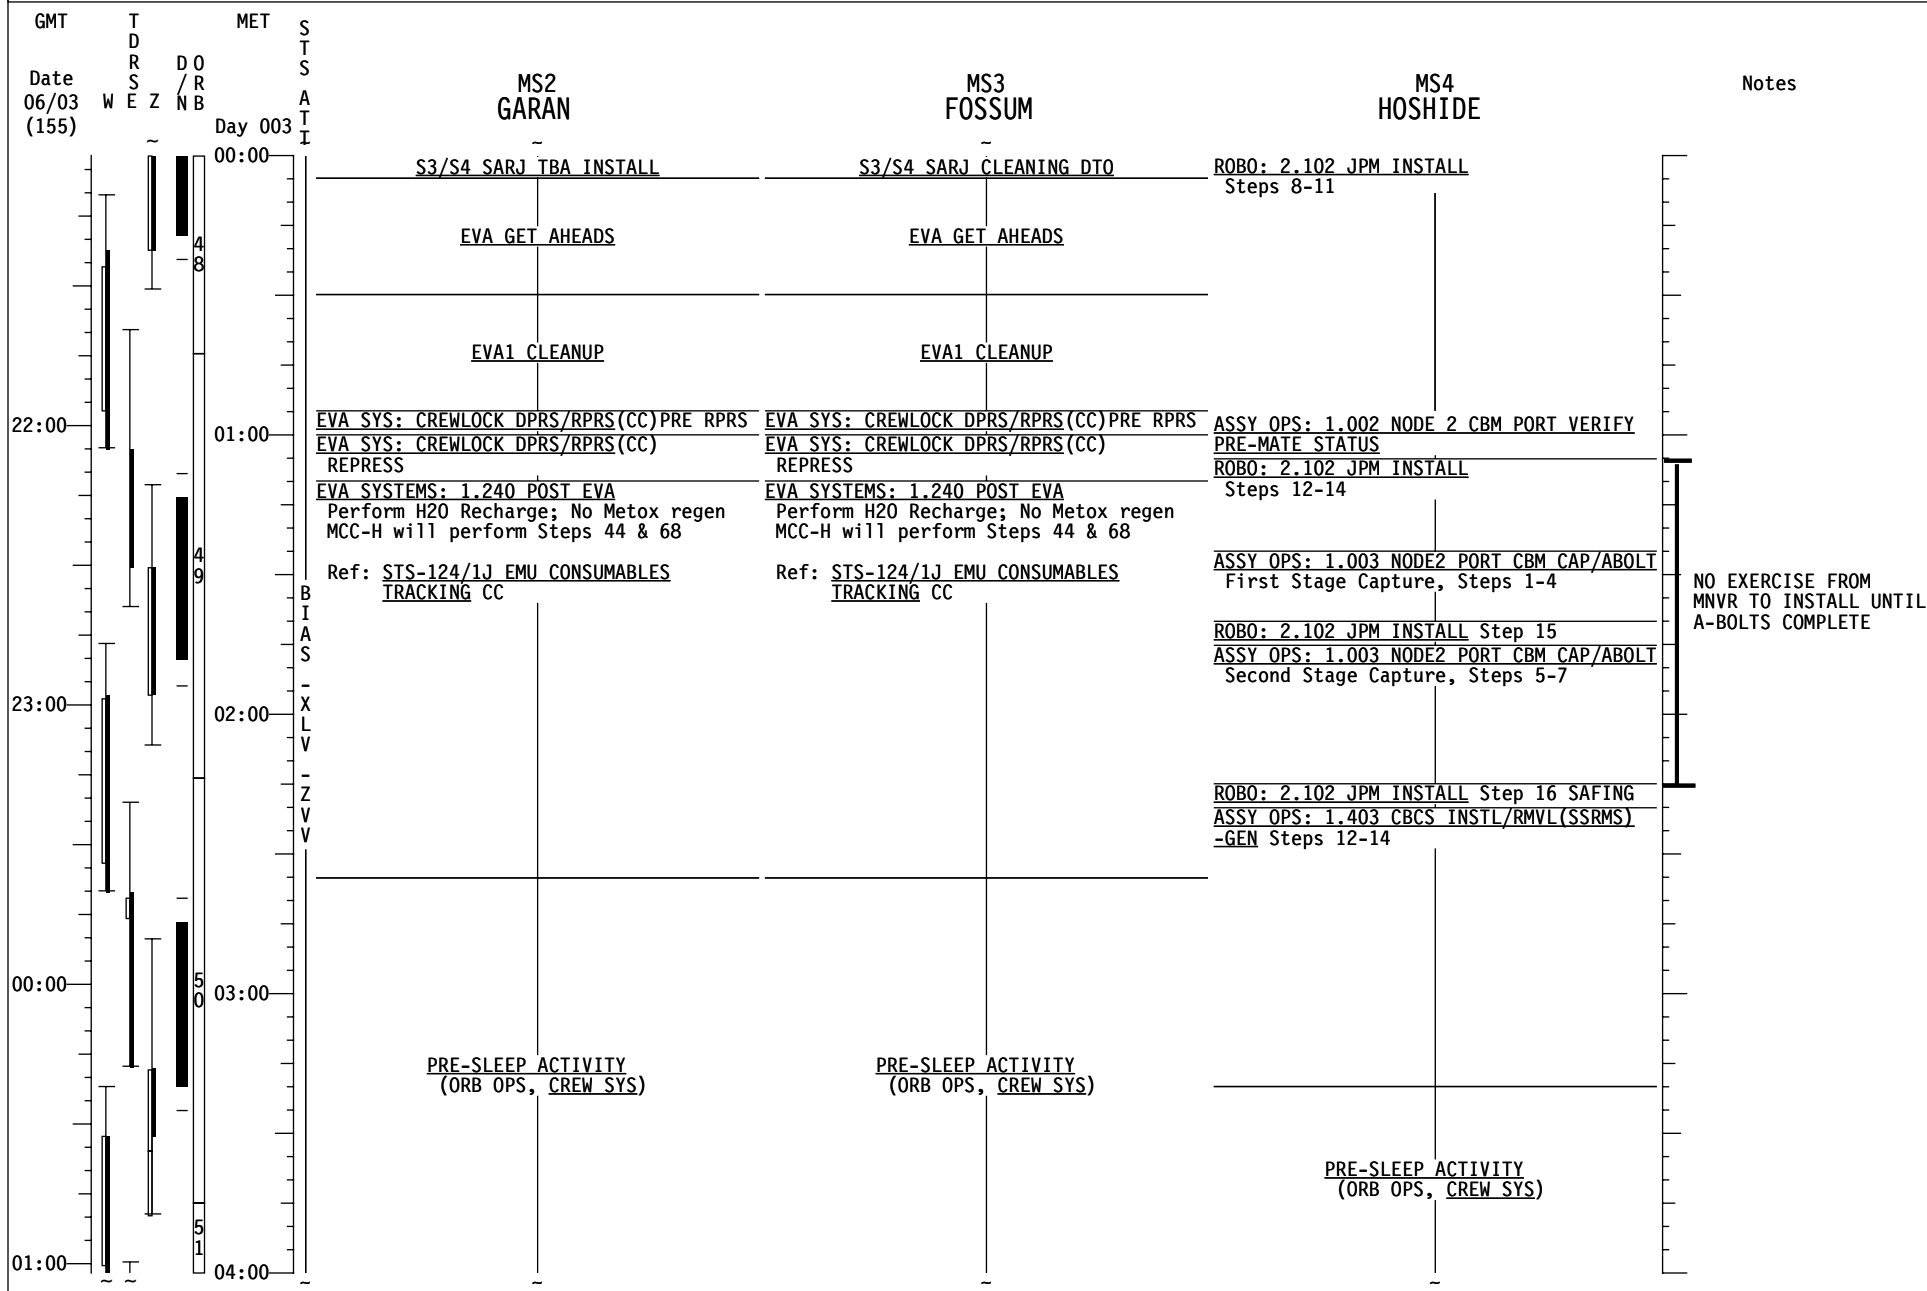 GMT
Date
06/03
(155)
TDRSE
W E Z
D/N
ORB
MET
Day 003
STS ATT
MS2
GARAN
MS3
FOSSUM
MS4
HOSHIDE
Notes
~ ~ ~ ~
00:00
01:00
02:00
03:00
04:00
22:00
23:00
00:00
01:00
48
49
50
51
BIAS -XLV -ZVV
S3/S4 SARJ TBA INSTALL
EVA GET AHEADS
EVA1 CLEANUP
EVA SYS: CREWLOCK DPRS/RPRS(CC)PRE RPRS
EVA SYS: CREWLOCK DPRS/RPRS(CC)
REPRESS
EVA SYSTEMS: 1.240 POST EVA
Perform H2O Recharge; No Metox regen
MCC-H will perform Steps 44 & 68
Ref: STS-124/1J EMU CONSUMABLES
TRACKING CC
PRE-SLEEP ACTIVITY
(ORB OPS, CREW SYS)
S3/S4 SARJ CLEANING DTO
EVA GET AHEADS
EVA1 CLEANUP
EVA SYS: CREWLOCK DPRS/RPRS(CC)PRE RPRS
EVA SYS: CREWLOCK DPRS/RPRS(CC)
REPRESS
EVA SYSTEMS: 1.240 POST EVA
Perform H2O Recharge; No Metox regen
MCC-H will perform Steps 44 & 68
Ref: STS-124/1J EMU CONSUMABLES
TRACKING CC
PRE-SLEEP ACTIVITY
(ORB OPS, CREW SYS)
ROBO: 2.102 JPM INSTALL
Steps 8-11
ASSY OPS: 1.002 NODE 2 CBM PORT VERIFY
PRE-MATE STATUS
ROBO: 2.102 JPM INSTALL
Steps 12-14
ASSY OPS: 1.003 NODE2 PORT CBM CAP/ABOLT
First Stage Capture, Steps 1-4
ROBO: 2.102 JPM INSTALL Step 15
ASSY OPS: 1.003 NODE2 PORT CBM CAP/ABOLT
Second Stage Capture, Steps 5-7
ROBO: 2.102 JPM INSTALL Step 16 SAFING
ASSY OPS: 1.403 CBCS INSTL/RMVL(SSRMS)
-GEN Steps 12-14
PRE-SLEEP ACTIVITY
(ORB OPS, CREW SYS)
NO EXERCISE FROM
MNVR TO INSTALL UNTIL
A-BOLTS COMPLETE
~ ~ ~ ~ ~ ~